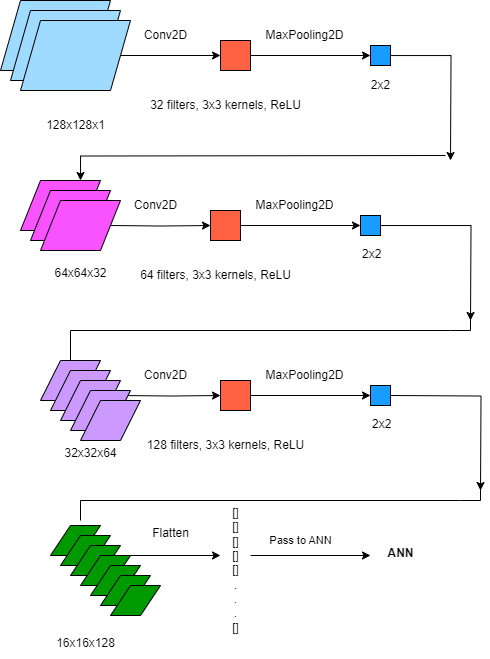 Conv2D
MaxPooling2D
2x2
32 filters, 3x3 kernels, ReLU
128x128x1
Conv2D
MaxPooling2D
2x2
64x64x32
64 filters, 3x3 kernels, ReLU
Conv2D
MaxPooling2D
2x2
128 filters, 3x3 kernels, ReLU
32x32x64
[]
[]
Flatten
[]
Pass to ANN
[]
ANN
[]
.
.
.
[]
16x16x128